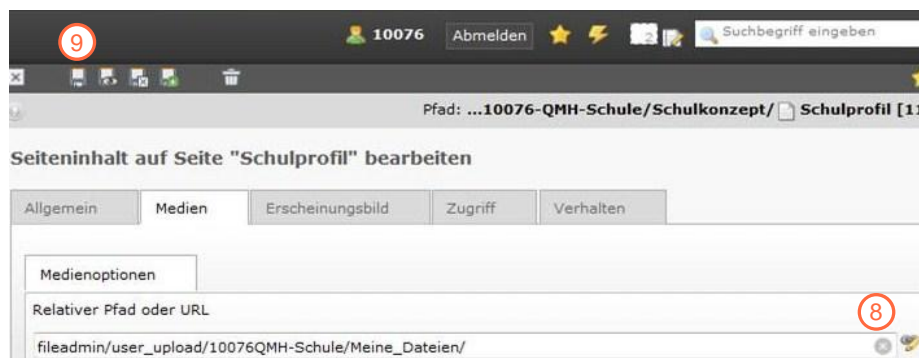 9
10076 Abmelden 2 Suchbegriff eingeben
Pfad: ...10076-QMH-Schule/Schulkonzept/ Schulprofil [11
Seiteninhalt auf Seite "Schulprofil" bearbeiten
Allgemein Medien Erscheinungsbild Zugriff Verhalten
Medienoptionen
Relativer Pfad oder URL
8
fileadmin/user_upload/10076QMH-Schule/Meine_Dateien/